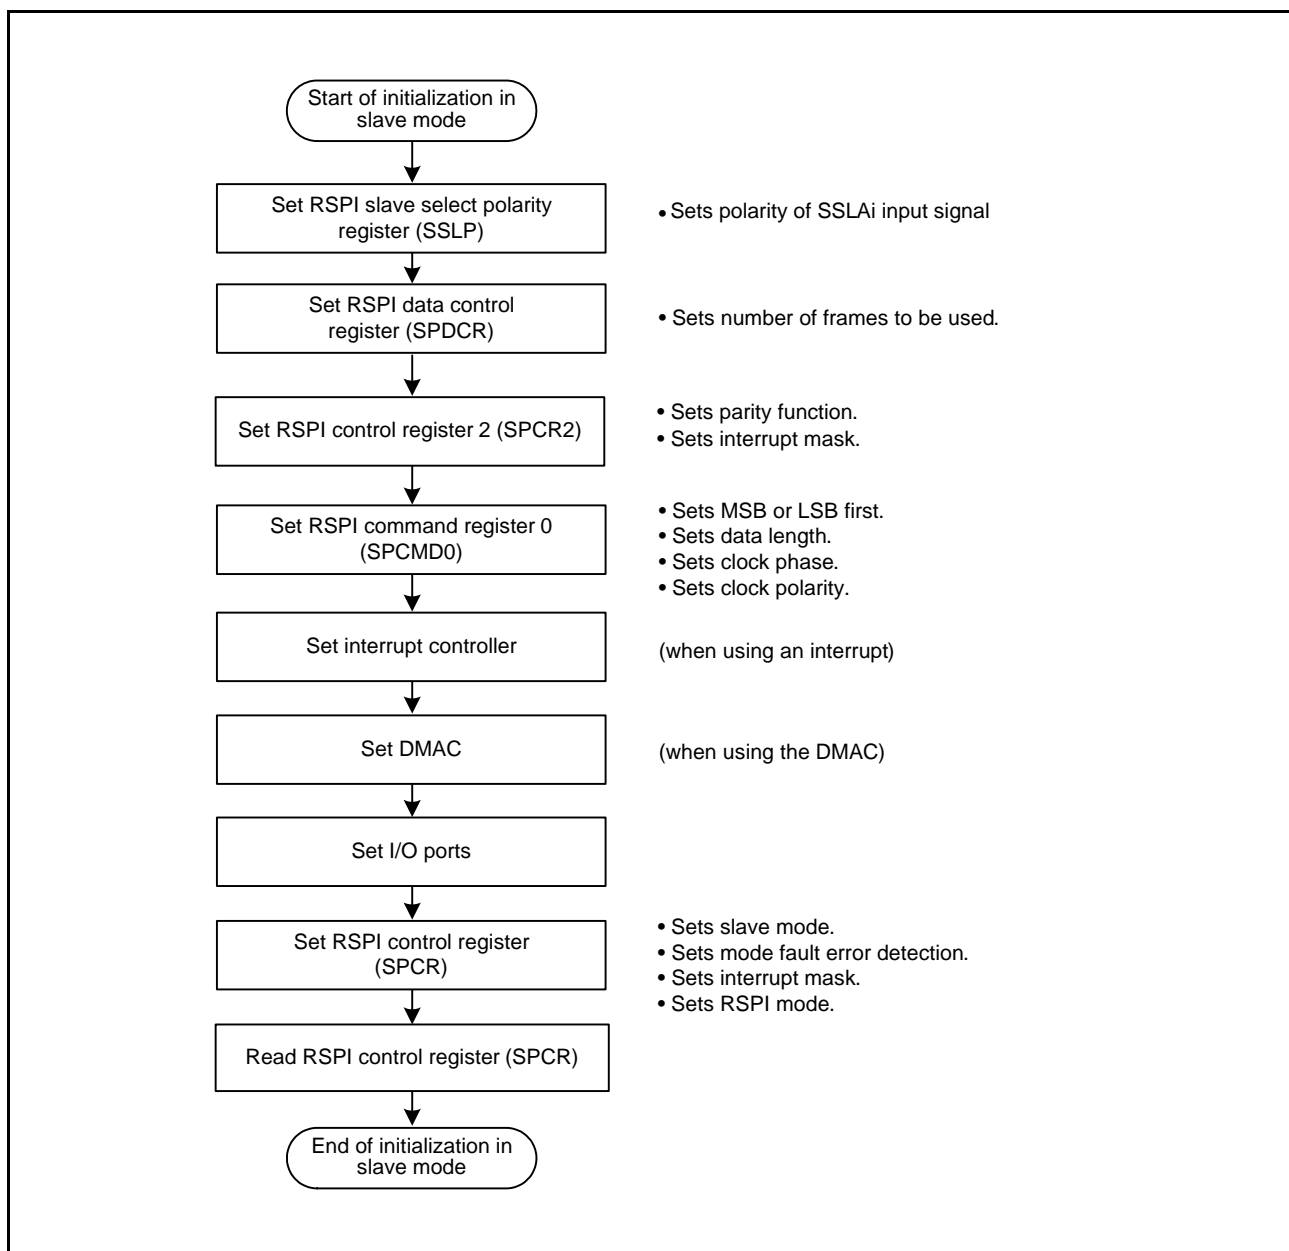 Start of initialization in
slave mode
Set RSPI slave select polarity
register (SSLP)
• Sets polarity of SSLAi input signal
Set RSPI data control
register (SPDCR)
• Sets number of frames to be used.
Set RSPI control register 2 (SPCR2)
• Sets parity function.
• Sets interrupt mask.
Set RSPI command register 0
(SPCMD0)
• Sets MSB or LSB first.
• Sets data length.
• Sets clock phase.
• Sets clock polarity.
Set interrupt controller
(when using an interrupt)
Set DMAC
(when using the DMAC)
Set I/O ports
Set RSPI control register
(SPCR)
• Sets slave mode.
• Sets mode fault error detection.
• Sets interrupt mask.
• Sets RSPI mode.
Read RSPI control register (SPCR)
End of initialization in
slave mode